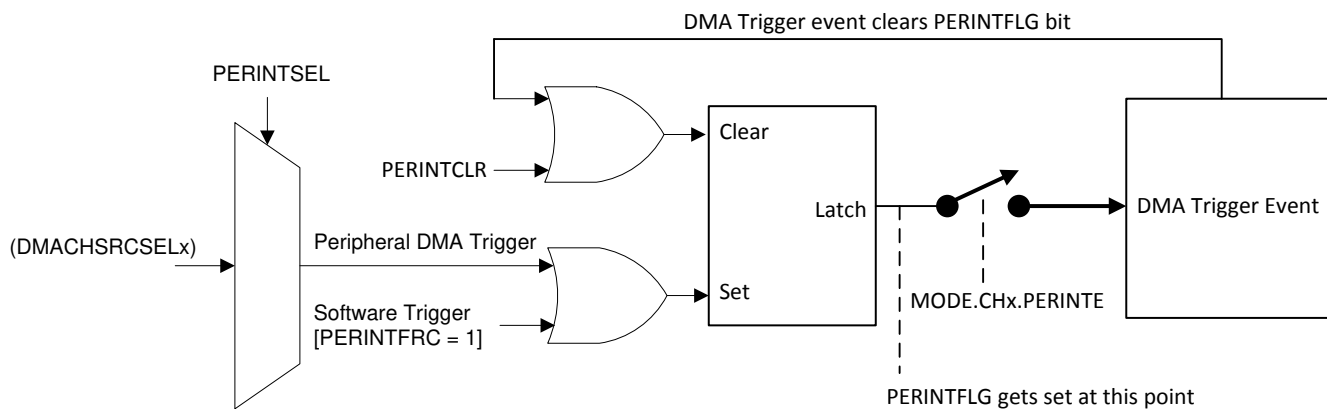 DMA Trigger event clears PERINTFLG bit
PERINTSEL
Clear
PERINTCLR
Latch
DMA Trigger Event
(DMACHSRCSELx)
Peripheral DMA Trigger
Set
MODE.CHx.PERINTE
Software Trigger
[PERINTFRC = 1]
PERINTFLG gets set at this point